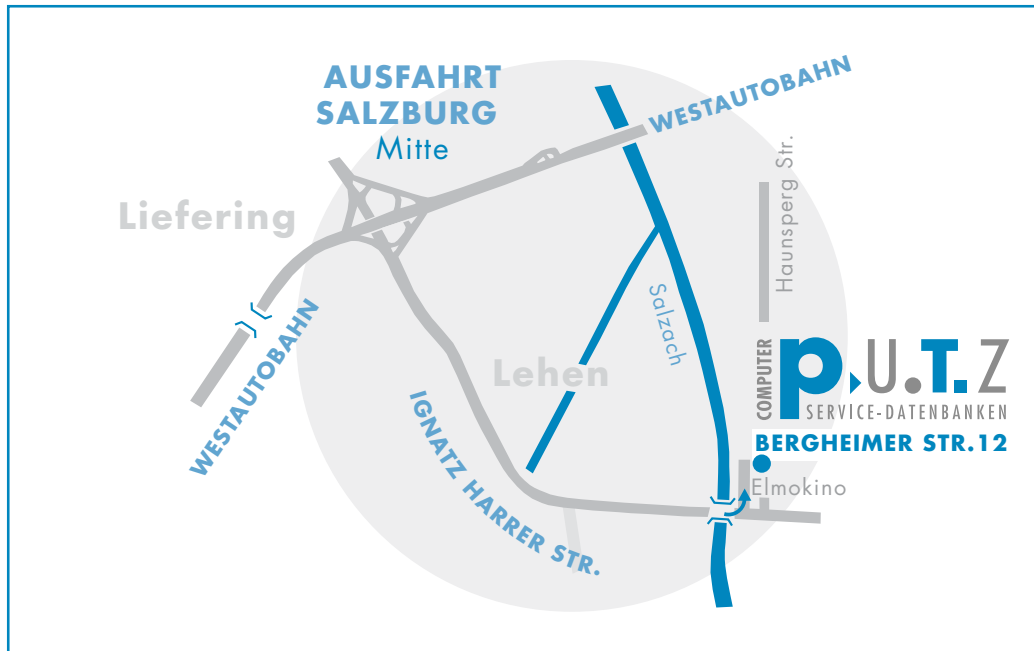 AUSFAHRT
SALZBURG
Mitte
WESTAUTOBAHN
Haunsperg Str.
Liefering
Salzach
WESTAUTOBAHN
Lehen
IGNATZ HARRER STR.
COMPUTER
p.U.T.Z
SERVICE-DATENBANKEN
BERGHEIMER STR.12
Elmokino